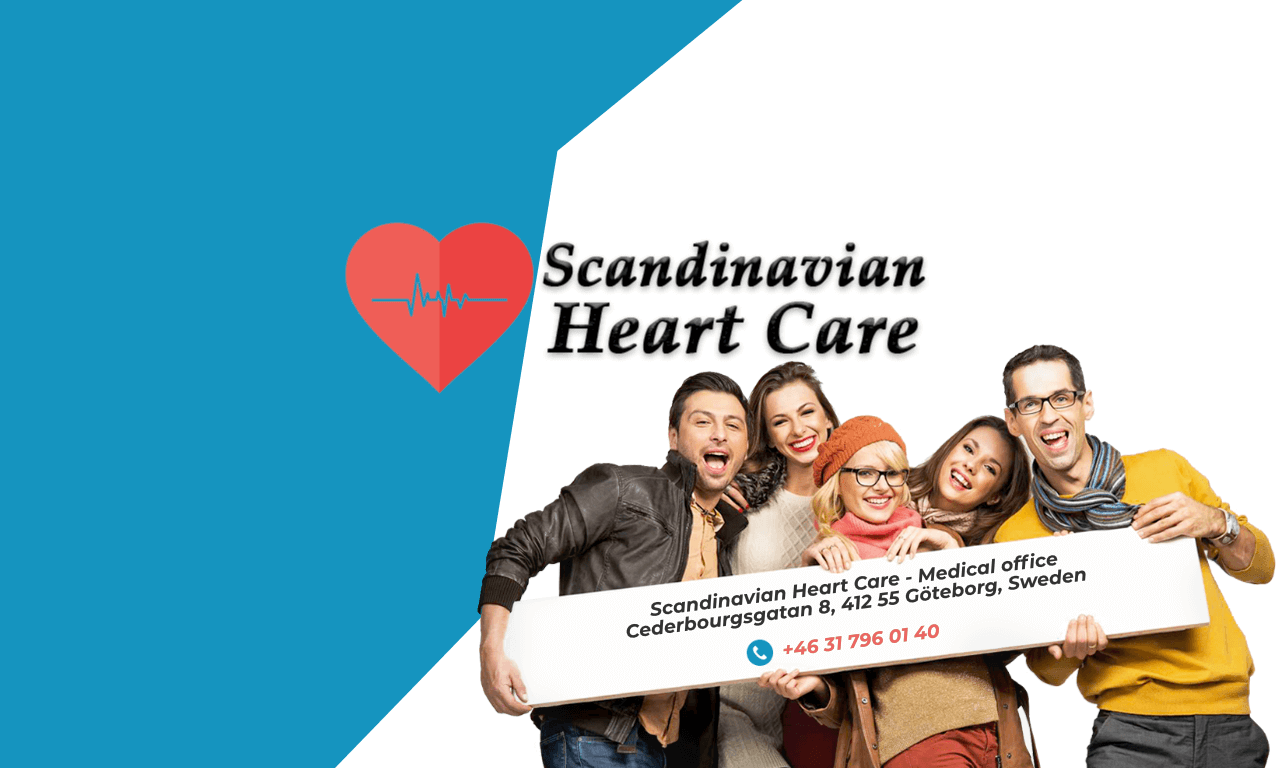 Scandinavian
Heart Care
Scandinavian Heart Care - Medical office
Cederbourgsgatan 8, 412 55 Göteborg, Sweden
+46 31 796 01 40